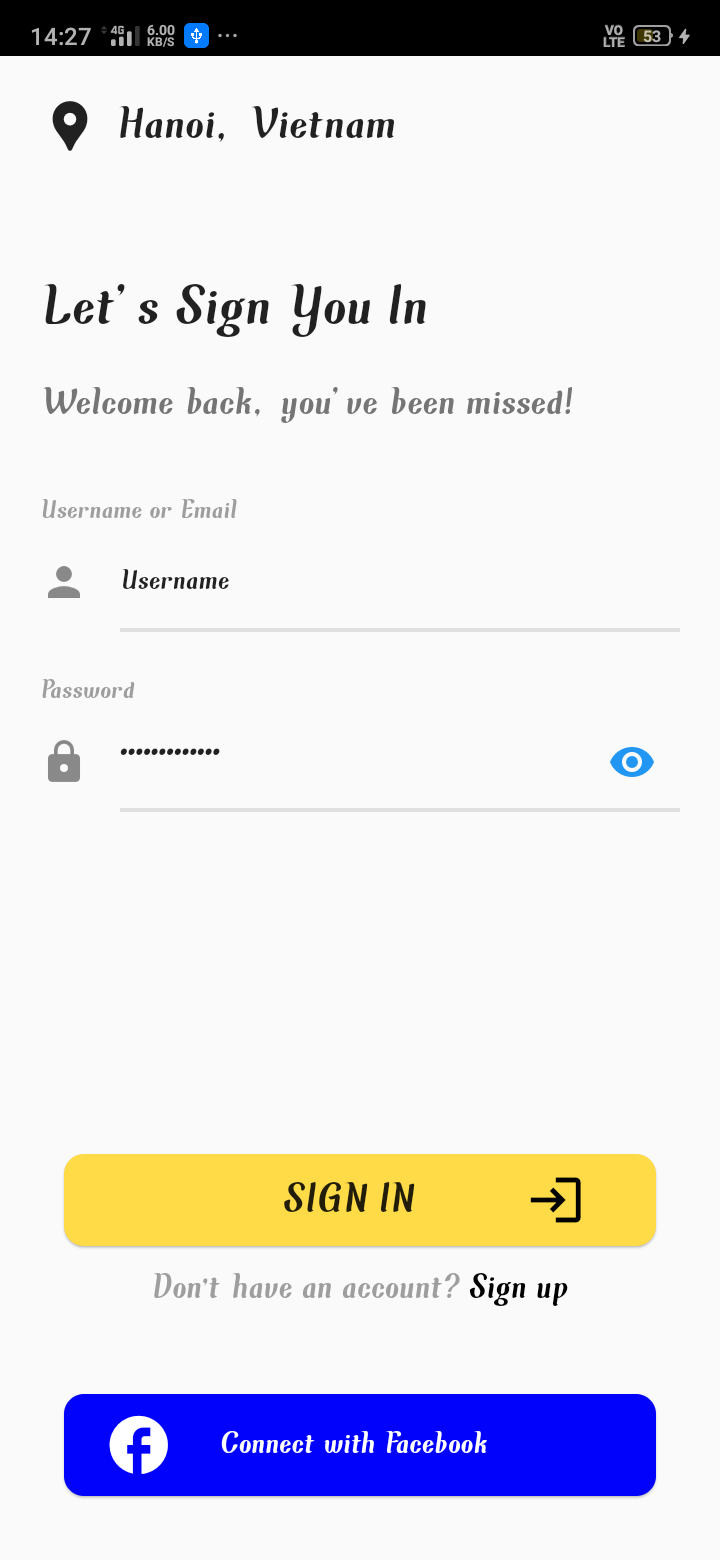 14:27 4G 6.00 KB/S ... VO LTE 53
Hanoi, Vietnam
Let's Sign You In
Welcome back, you've been missed!
Username or Email
Username
Password
•••••••••••••
SIGN IN
Don't have an account? Sign up
Connect with Facebook